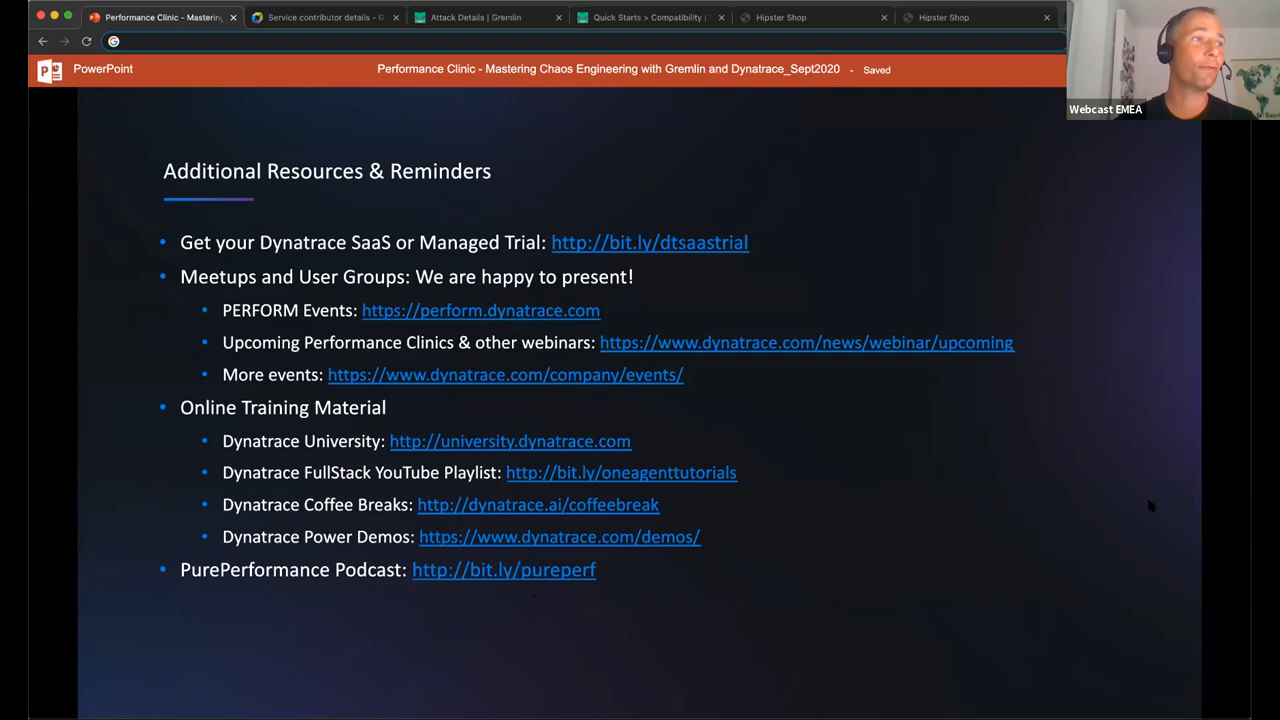 Performance Clinic - Mastering
Service contributor details - G
Attack Details | Gremlin
Quick Starts > Compatibility |
Hipster Shop
Hipster Shop
PowerPoint
Performance Clinic - Mastering Chaos Engineering with Gremlin and Dynatrace_Sept2020 - Saved
Webcast EMEA
Additional Resources & Reminders
• Get your Dynatrace SaaS or Managed Trial: http://bit.ly/dtsaastrial
• Meetups and User Groups: We are happy to present!
• PERFORM Events: https://perform.dynatrace.com
• Upcoming Performance Clinics & other webinars: https://www.dynatrace.com/news/webinar/upcoming
• More events: https://www.dynatrace.com/company/events/
• Online Training Material
• Dynatrace University: http://university.dynatrace.com
• Dynatrace FullStack YouTube Playlist: http://bit.ly/oneagenttutorials
• Dynatrace Coffee Breaks: http://dynatrace.ai/coffeebreak
• Dynatrace Power Demos: https://www.dynatrace.com/demos/
• PurePerformance Podcast: http://bit.ly/pureperf